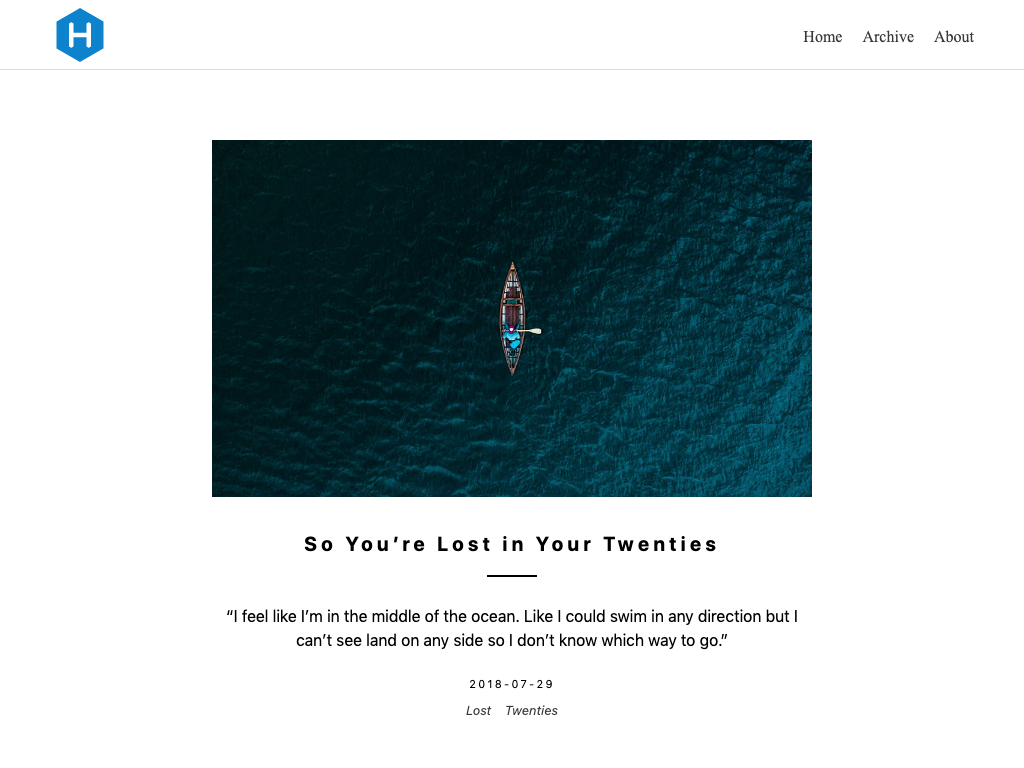 H
Home Archive About
So You’re Lost in Your Twenties
“I feel like I’m in the middle of the ocean. Like I could swim in any direction but I
can’t see land on any side so I don’t know which way to go.”
2018-07-29
Lost Twenties